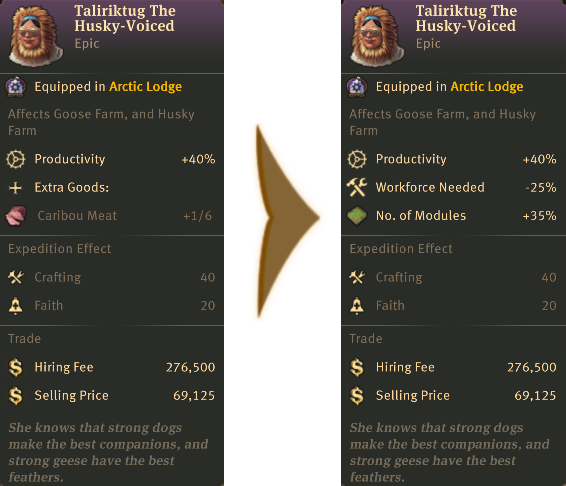 Taliriktug The
Husky-Voiced
Epic
Equipped in Arctic Lodge
Affects Goose Farm, and Husky
Farm
Productivity +40%
Extra Goods:
Caribou Meat +1/6
Expedition Effect
Crafting 40
Faith 20
Trade
Hiring Fee 276,500
Selling Price 69,125
She knows that strong dogs
make the best companions, and
strong geese have the best
feathers.
Taliriktug The
Husky-Voiced
Epic
Equipped in Arctic Lodge
Affects Goose Farm, and Husky
Farm
Productivity +40%
Workforce Needed -25%
No. of Modules +35%
Expedition Effect
Crafting 40
Faith 20
Trade
Hiring Fee 276,500
Selling Price 69,125
She knows that strong dogs
make the best companions, and
strong geese have the best
feathers.